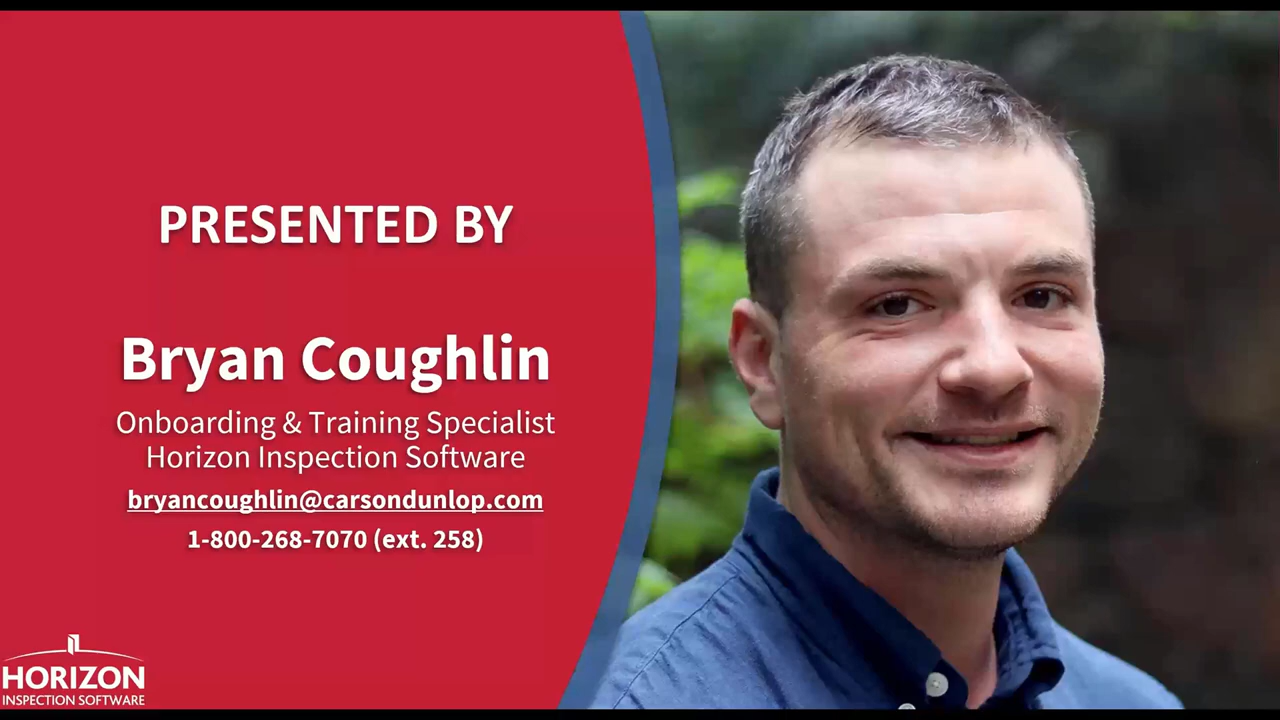 PRESENTED BY
Bryan Coughlin
Onboarding & Training Specialist
Horizon Inspection Software
bryancoughlin@carsondunlop.com
1-800-268-7070 (ext. 258)
HORIZON
INSPECTION SOFTWARE